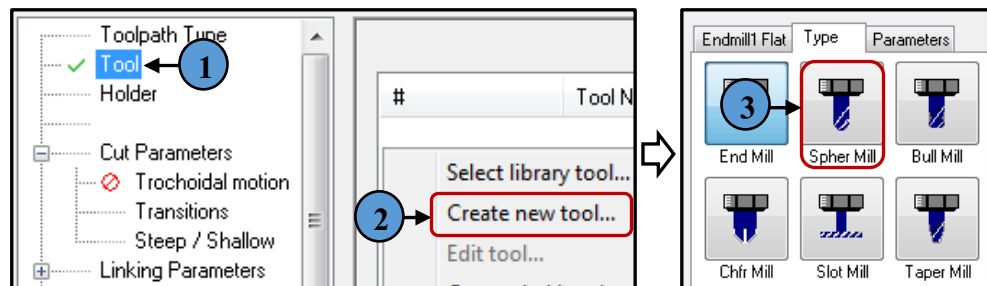 Toolpath Type
Tool
1
Holder
Cut Parameters
Trochoidal motion
Transitions
Steep / Shallow
Linking Parameters
# Tool N
Select library tool...
2
Create new tool...
Edit tool...
Endmill1 Flat Type Parameters
3
End Mill Spher Mill Bull Mill
Chfr Mill Slot Mill Taper Mill